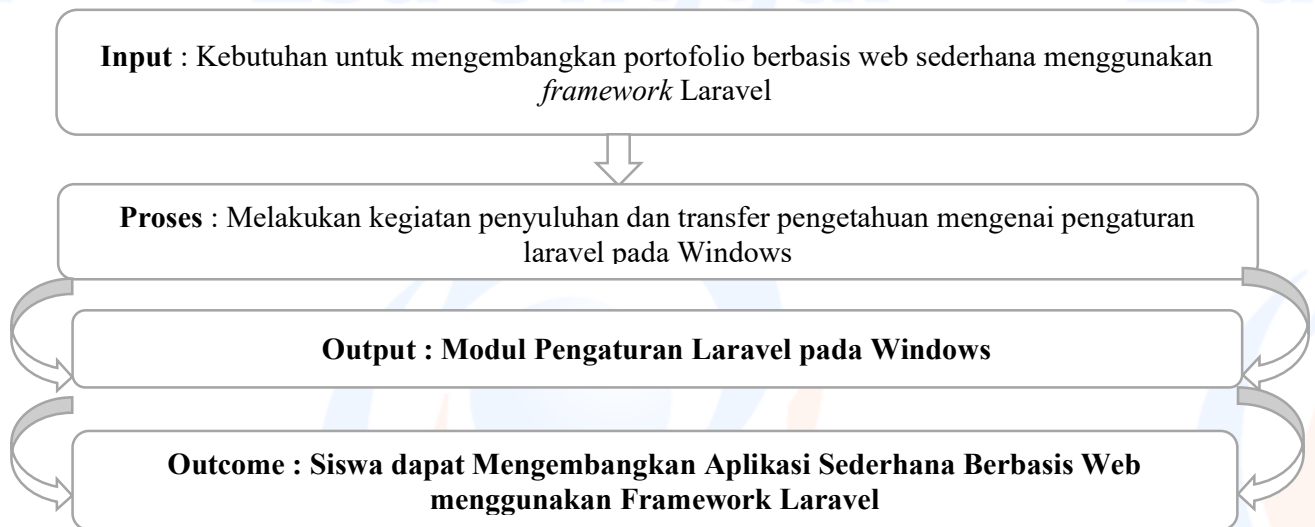 Input : Kebutuhan untuk mengembangkan portofolio berbasis web sederhana menggunakan
framework Laravel
Proses : Melakukan kegiatan penyuluhan dan transfer pengetahuan mengenai pengaturan
laravel pada Windows
Output : Modul Pengaturan Laravel pada Windows
Outcome : Siswa dapat Mengembangkan Aplikasi Sederhana Berbasis Web
menggunakan Framework Laravel